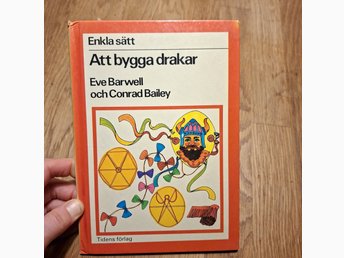 Enkla sätt
Att bygga drakar
Eve Barwell
och Conrad Bailey
Tidens förlag